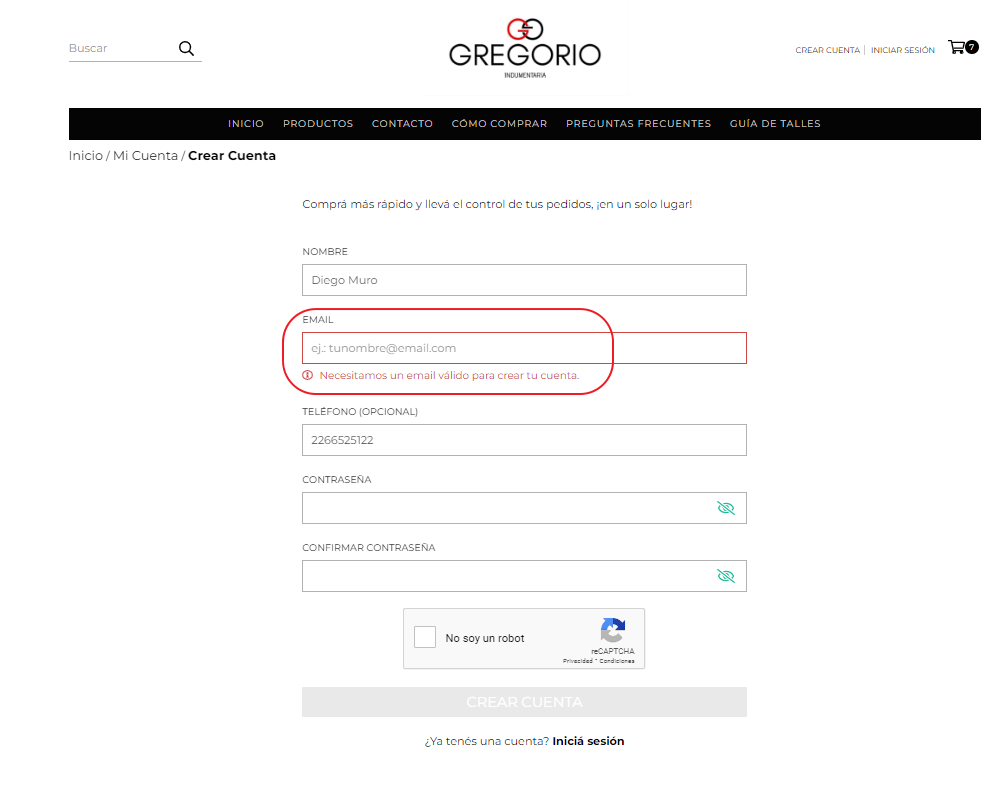 Buscar
GREGORIO
INDUMENTARIA
CREAR CUENTA | INICIAR SESIÓN
7
INICIO PRODUCTOS CONTACTO CÓMO COMPRAR PREGUNTAS FRECUENTES GUÍA DE TALLES
Inicio / Mi Cuenta / Crear Cuenta
Comprá más rápido y llevá el control de tus pedidos, ¡en un solo lugar!
NOMBRE
Diego Muro
EMAIL
ej.: tunombre@email.com
Necesitamos un email válido para crear tu cuenta.
TELÉFONO (OPCIONAL)
2266525122
CONTRASEÑA
CONFIRMAR CONTRASEÑA
No soy un robot
reCAPTCHA
Privacidad - Condiciones
CREAR CUENTA
¿Ya tenés una cuenta? Iniciá sesión